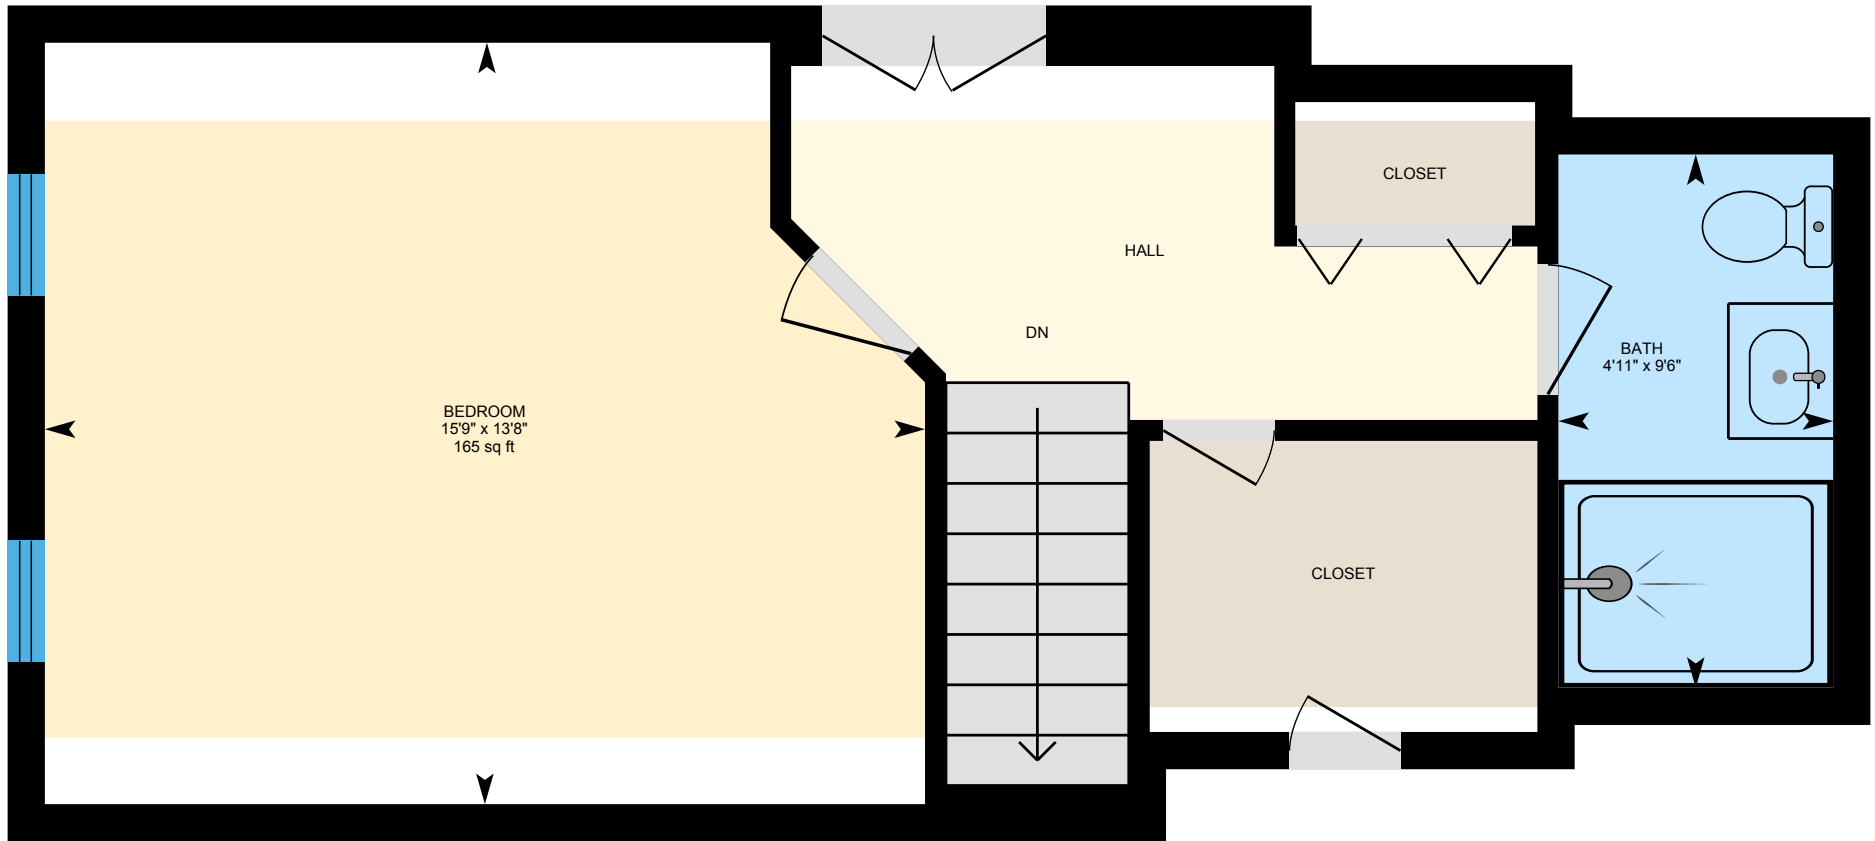 CLOSET
HALL
DN
BATH
4'11" x 9'6"
BEDROOM
15'9" x 13'8"
165 sq ft
CLOSET